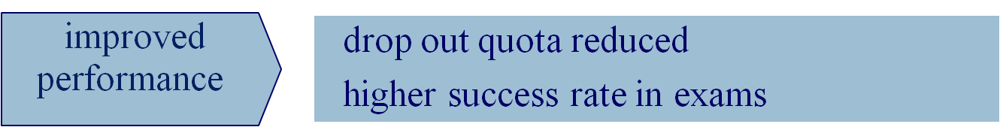 improved
performance
drop out quota reduced
higher success rate in exams